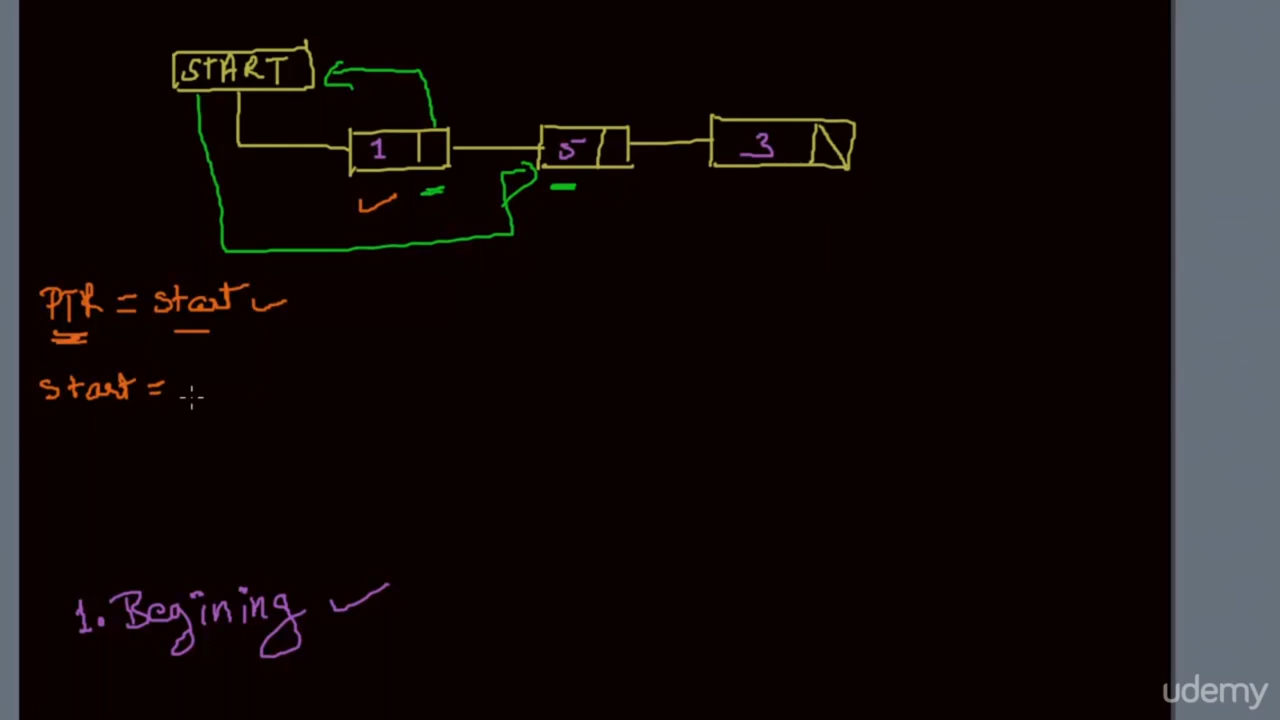 START
1
5
3
PTR = start
start =
1. Begining
udemy